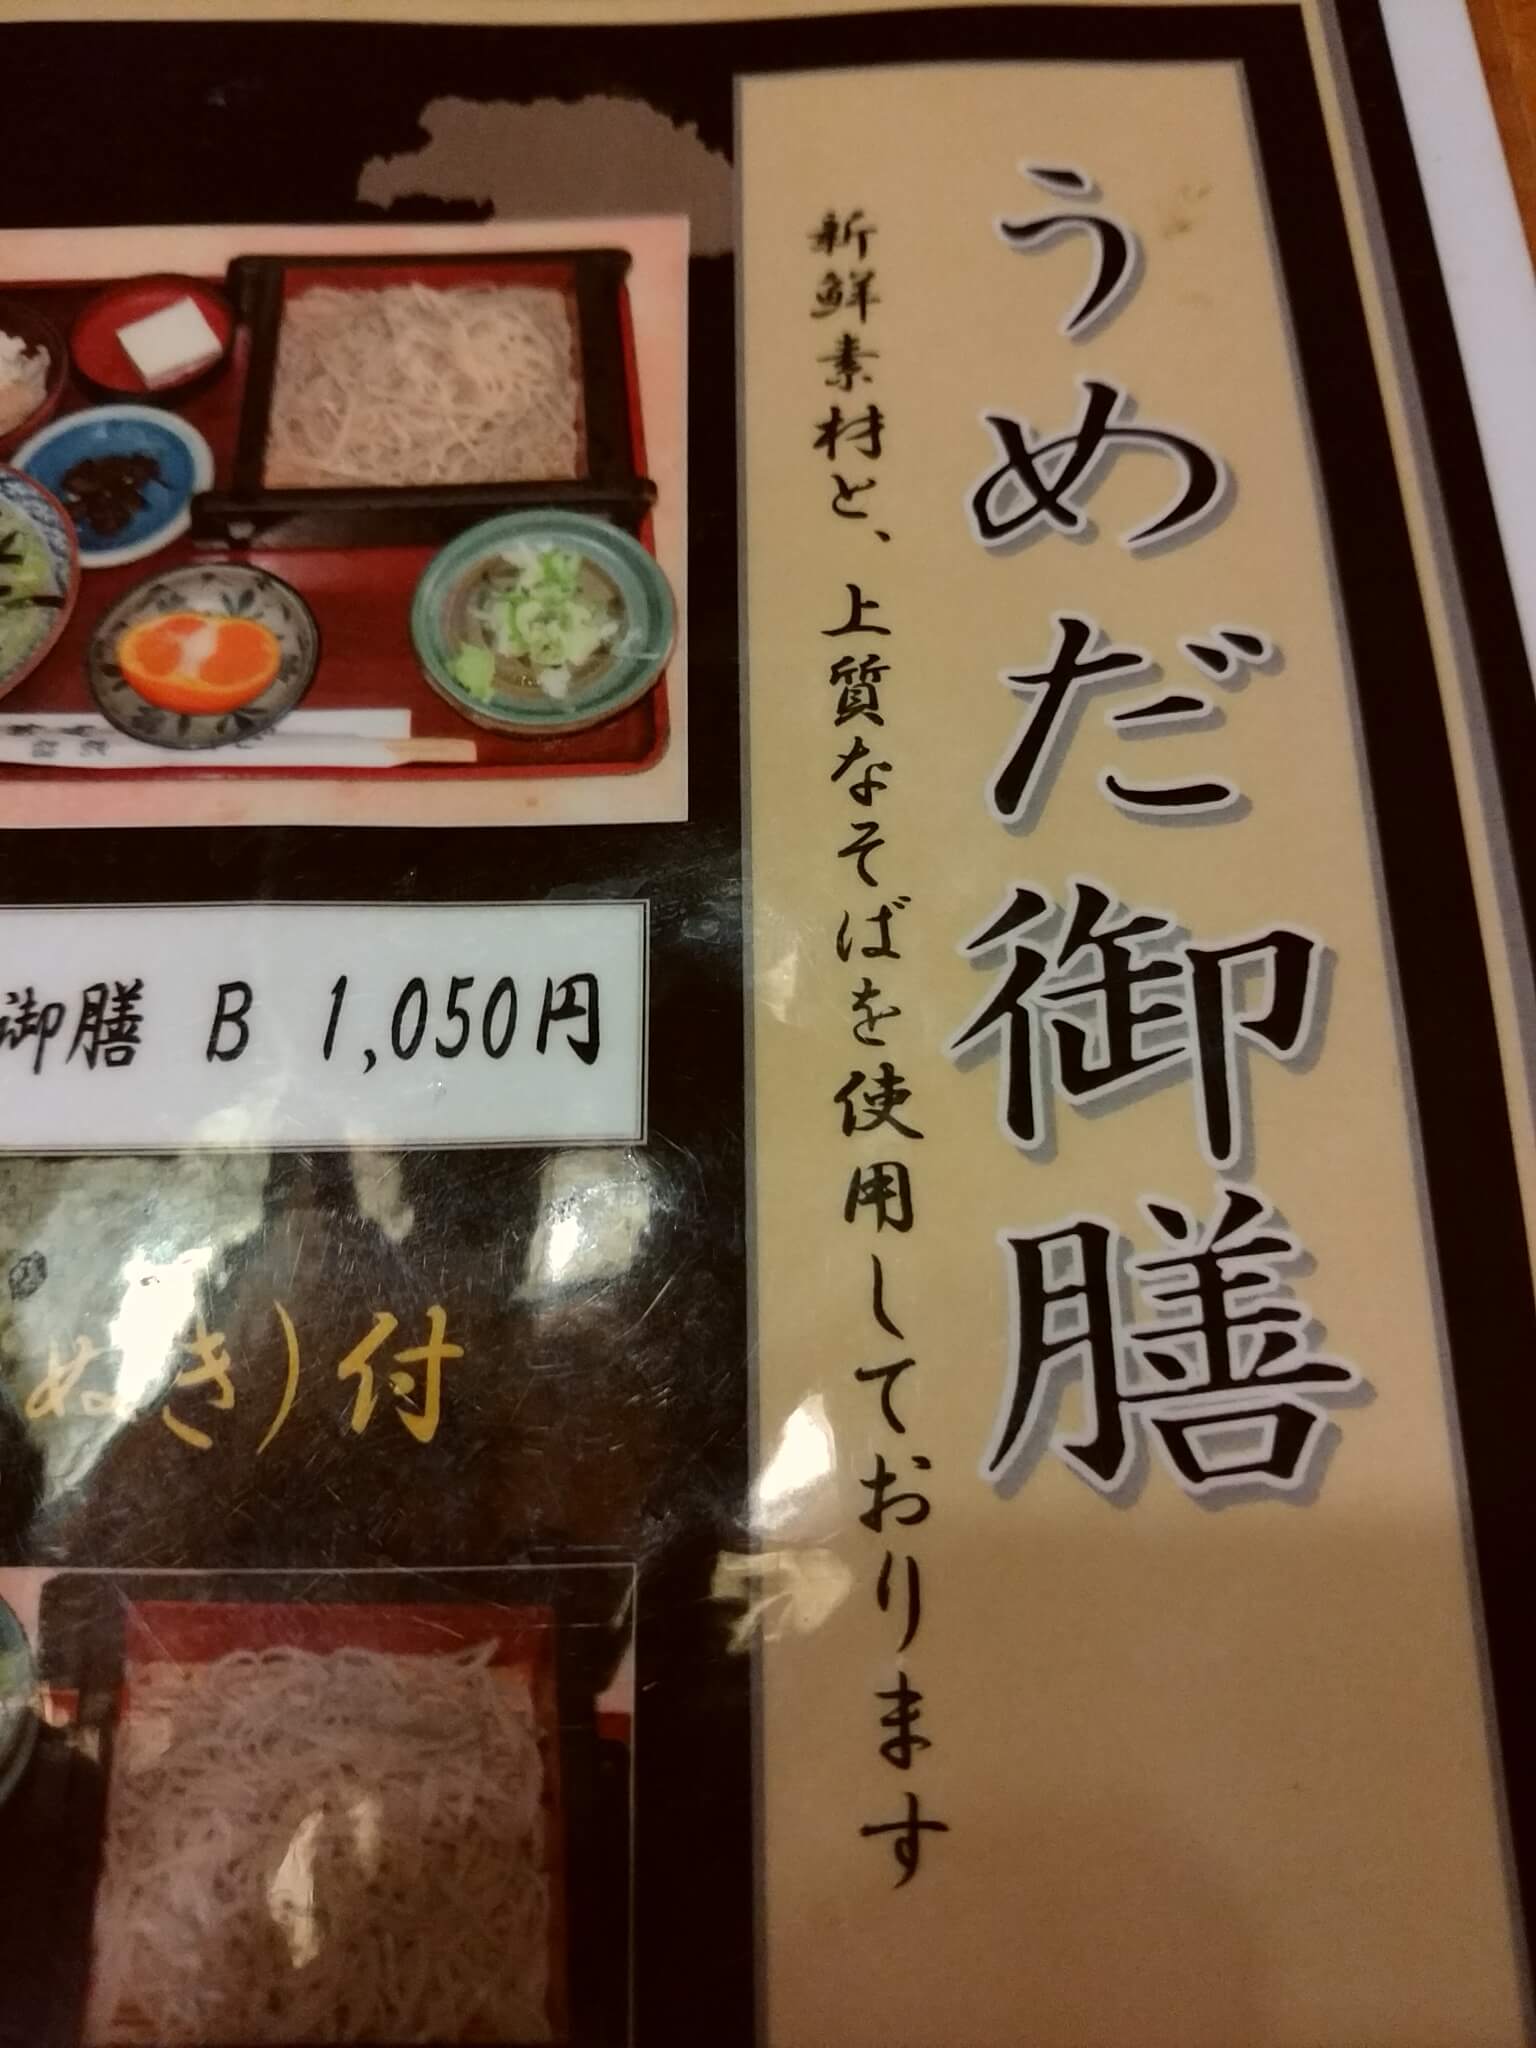 うめだ御膳
新鮮素材と、上質なそばを使用しております
御膳 B 1,050円
ぬき)付